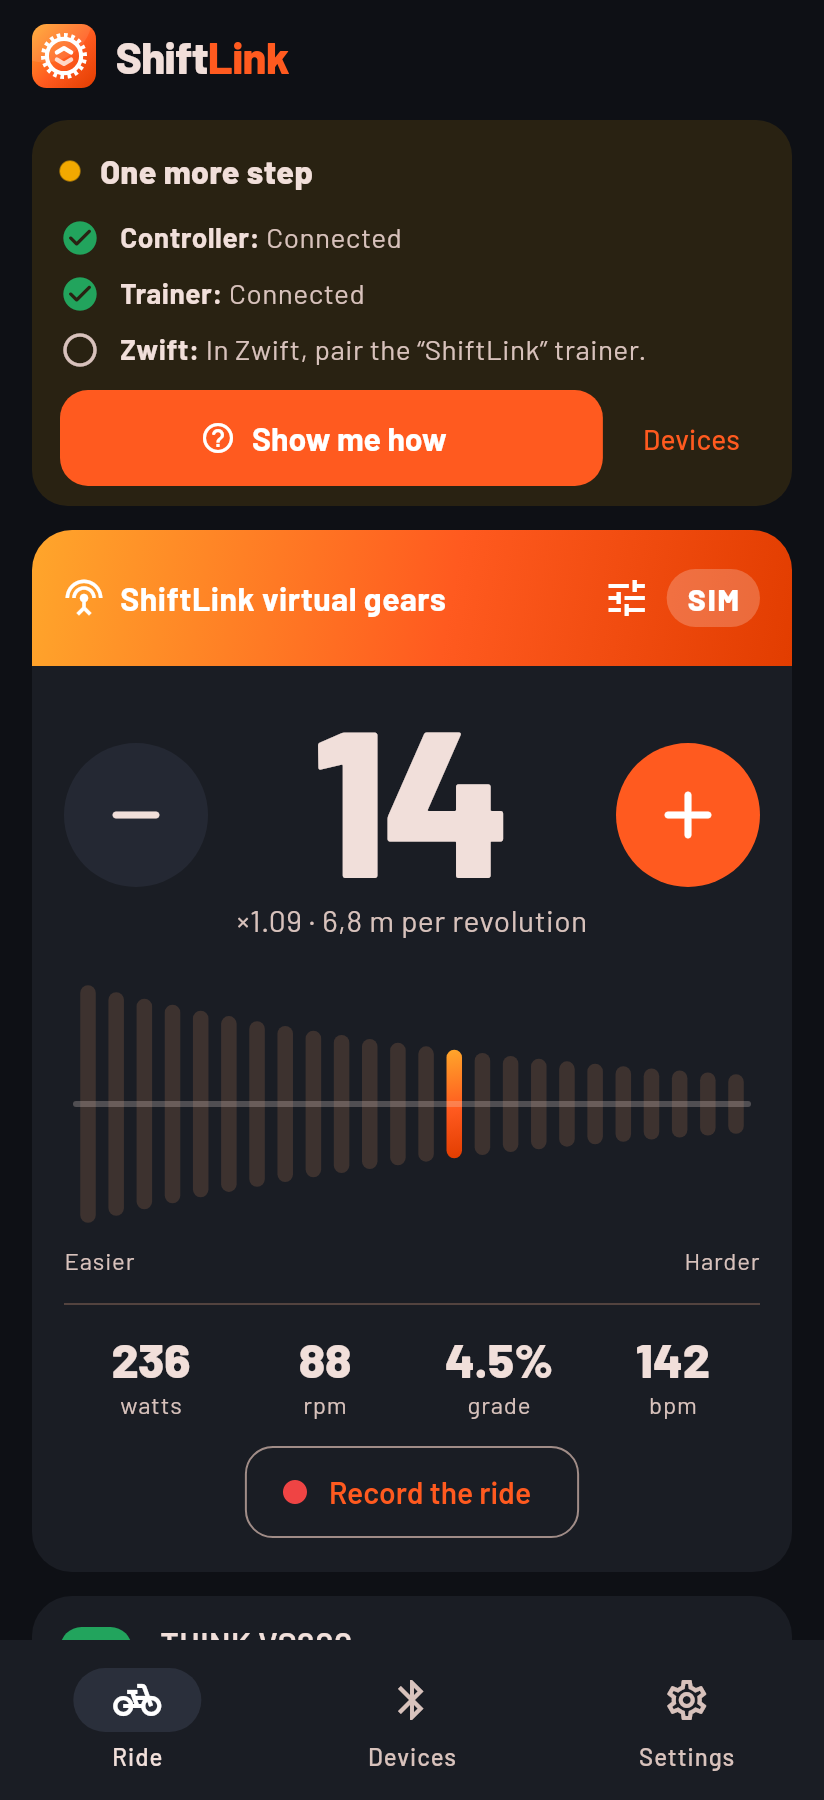 ShiftLink
One more step
Controller: Connected
Trainer: Connected
Zwift: In Zwift, pair the “ShiftLink” trainer.
Show me how
Devices
ShiftLink virtual gears
SIM
14
×1.09 · 6,8 m per revolution
Easier
Harder
236
88
4.5%
142
watts
rpm
grade
bpm
Record the ride
THINK
Ride
Devices
Settings